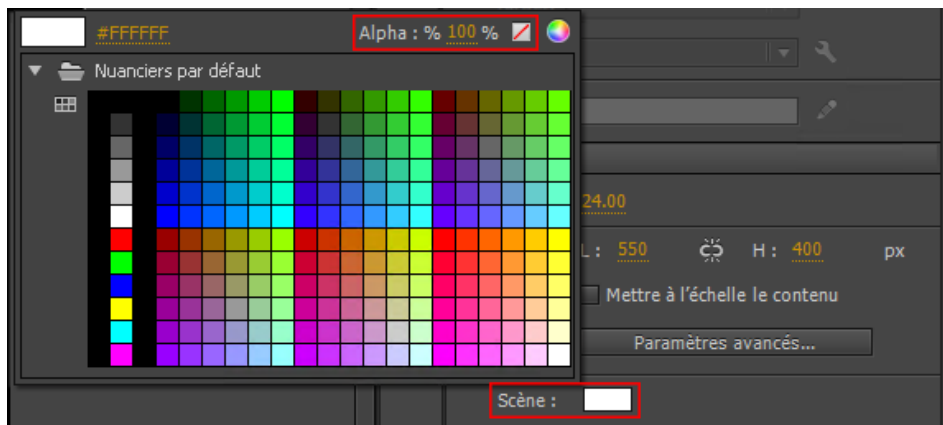 #FFFFFF Alpha : % 100 %
Nuanciers par défaut
24.00
L : 550 H : 400 px
Mettre à l'échelle le contenu
Paramètres avancés...
Scène :